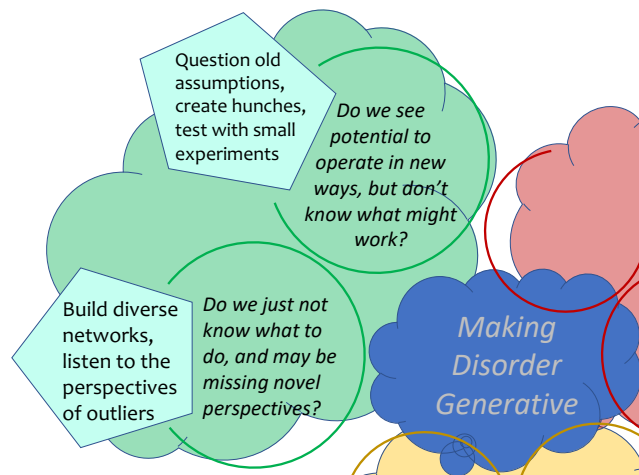 Question old
assumptions,
create hunches,
test with small
experiments
Do we see
potential to
operate in new
ways, but don't
know what might
work?
Build diverse
networks,
listen to the
perspectives
of outliers
Do we just not
know what to
do, and may be
missing novel
perspectives?
Making
Disorder
Generative